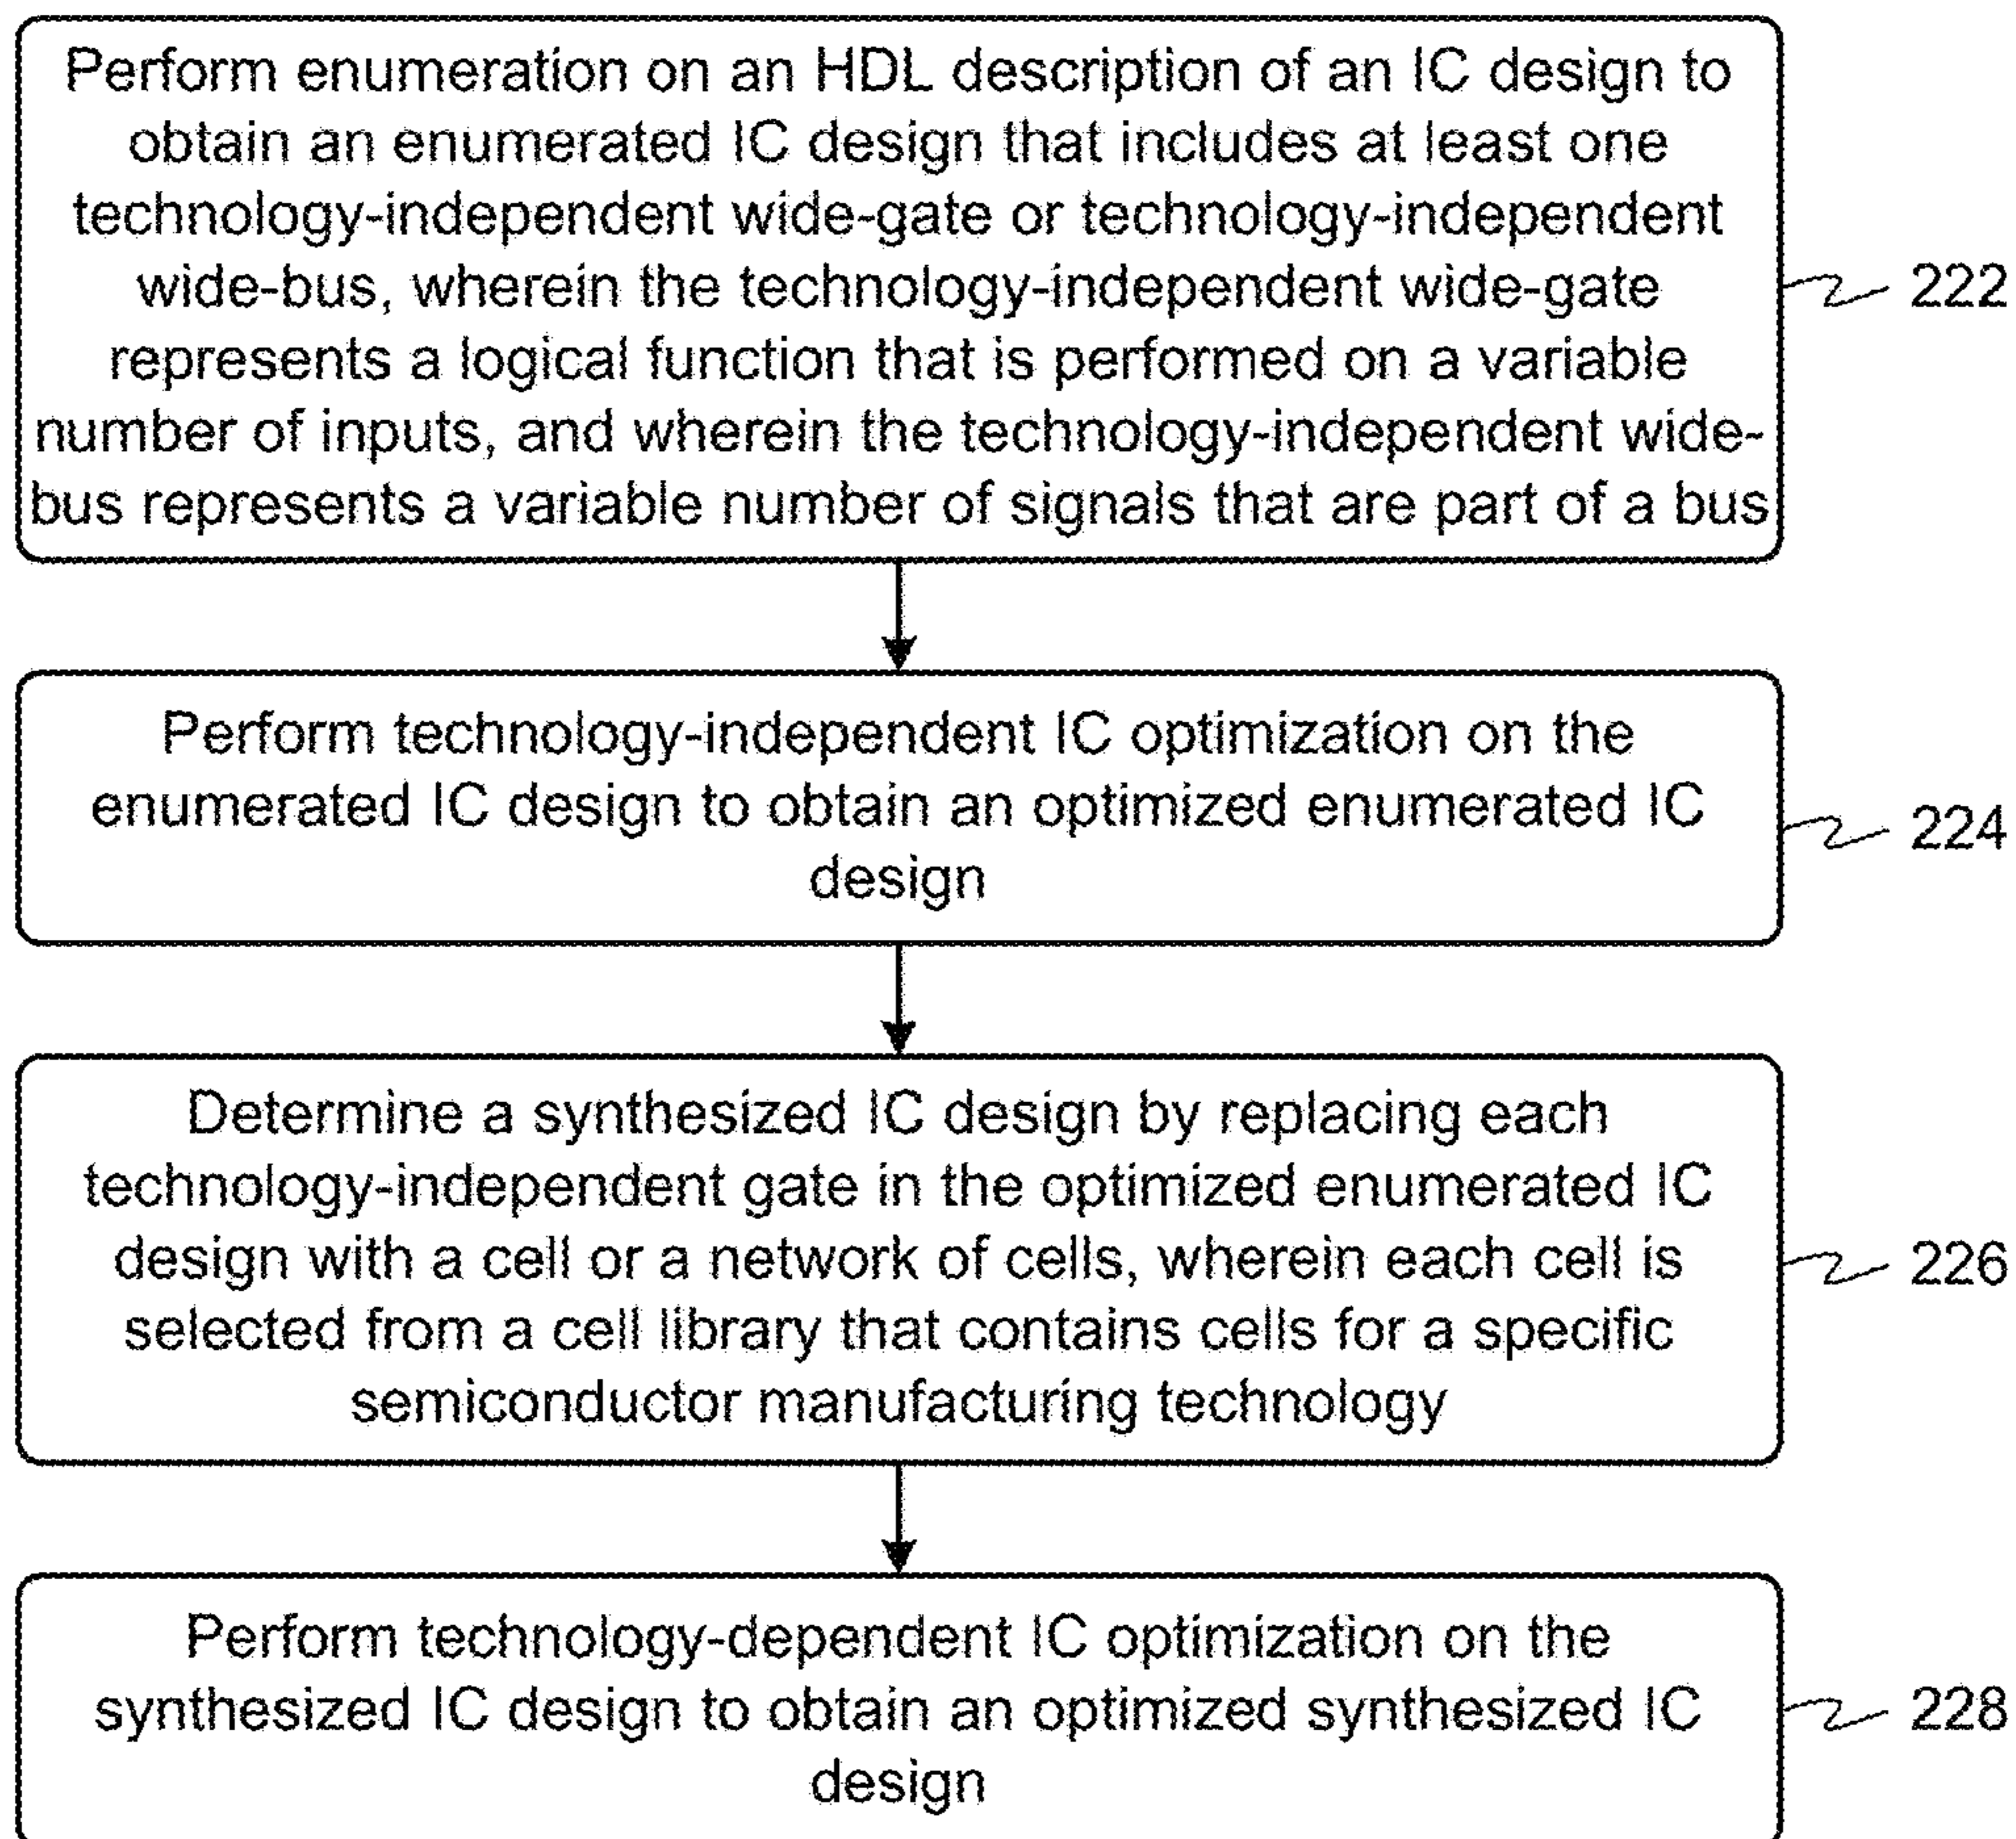 Perform enumeration on an HDL description of an IC design to
obtain an enumerated IC design that includes at least one
technology-independent wide-gate or technology-independent
wide-bus, wherein the technology-independent wide-gate
represents a logical function that is performed on a variable
number of inputs, and wherein the technology-independent wide-
bus represents a variable number of signals that are part of a bus
222
Perform technology-independent IC optimization on the
enumerated IC design to obtain an optimized enumerated IC
design
224
Determine a synthesized IC design by replacing each
technology-independent gate in the optimized enumerated IC
design with a cell or a network of cells, wherein each cell is
selected from a cell library that contains cells for a specific
semiconductor manufacturing technology
226
Perform technology-dependent IC optimization on the
synthesized IC design to obtain an optimized synthesized IC
design
228